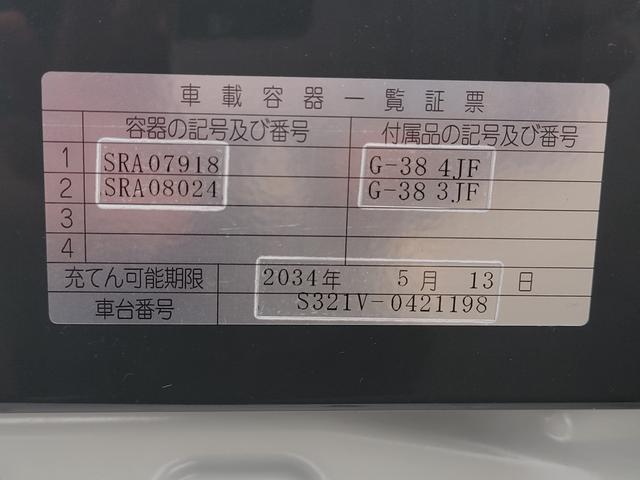 車載容器一覧証票
容器の記号及び番号 付属品の記号及び番号
1 SRA07918 G-38 4JF
2 SRA08024 G-38 3JF
3
4
充てん可能期限 2034年 5月 13日
車台番号 S321V-0421198